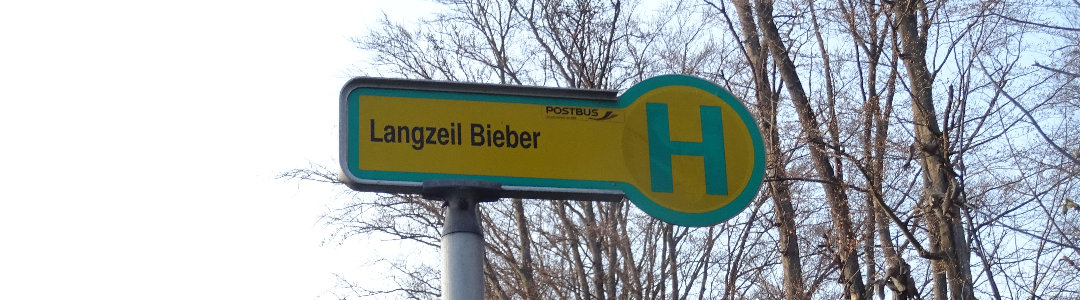 POSTBUS
Langzeil Bieber
H